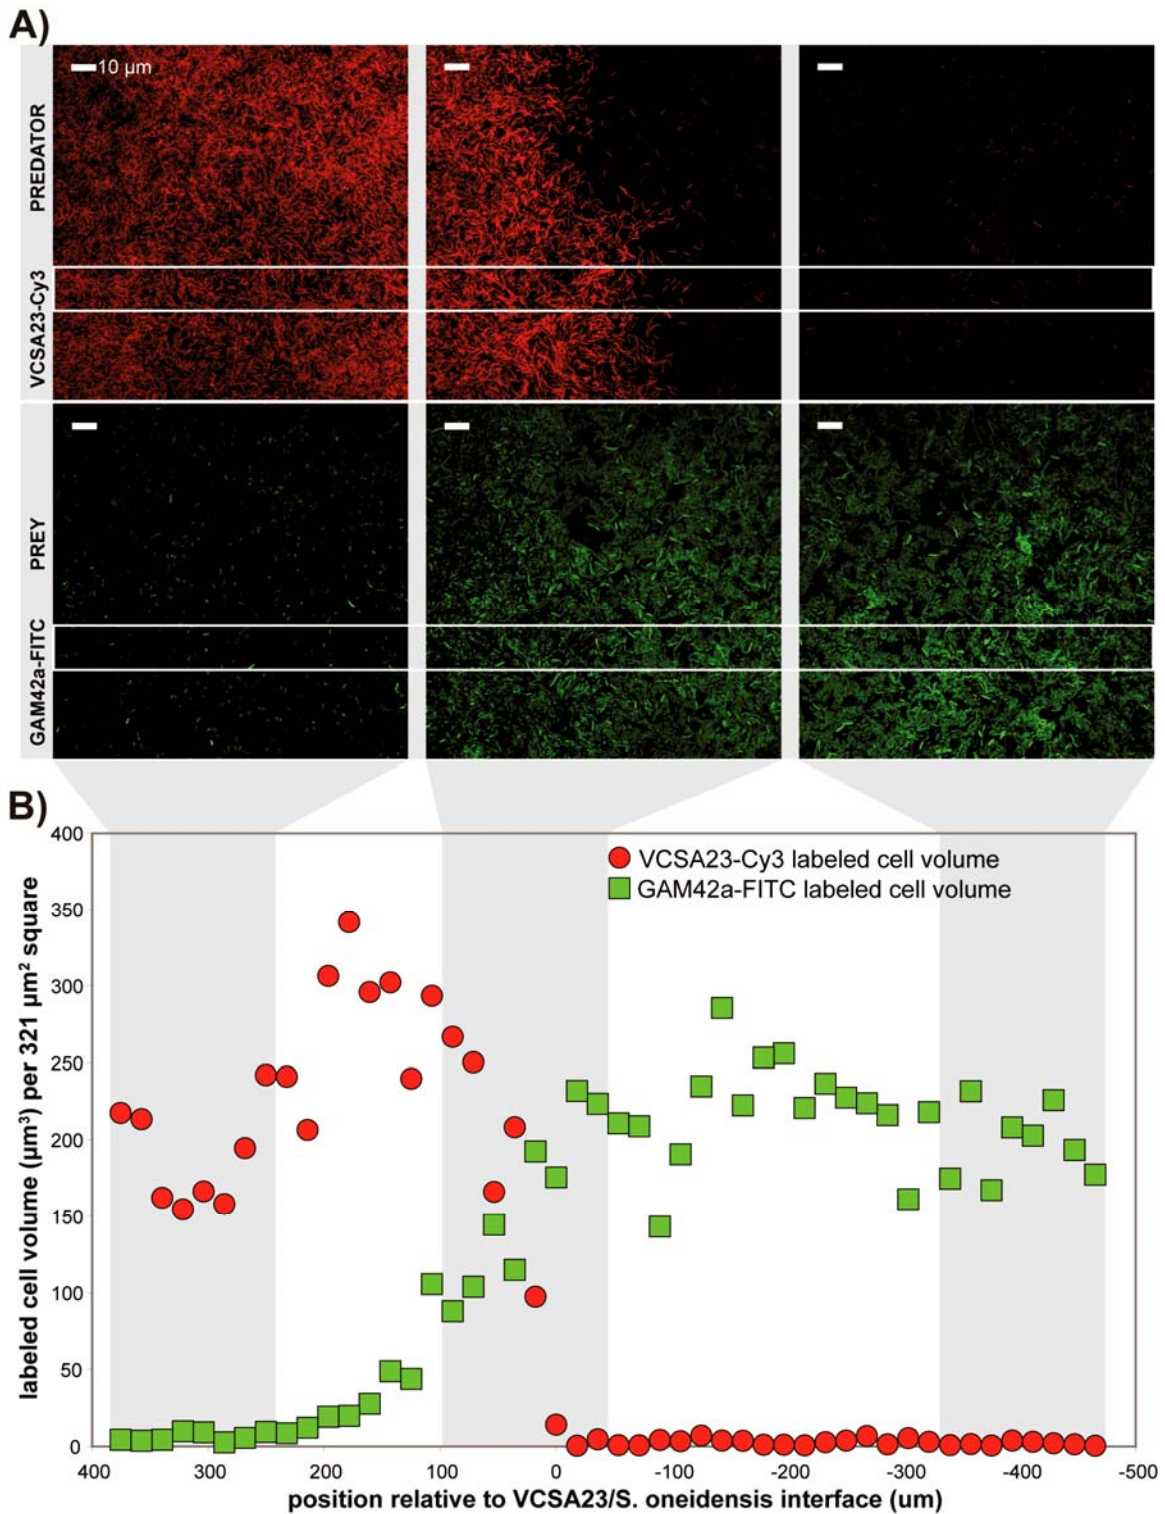 A)
10 µm
PREDATOR
VCSA23-Cy3
PREY
GAM42a-FITC
B)
400
350
300
250
200
150
100
50
0
labeled cell volume (µm³) per 321 µm² square
VCSA23-Cy3 labeled cell volume
GAM42a-FITC labeled cell volume
400 300 200 100 0 -100 -200 -300 -400 -500
position relative to VCSA23/S. oneidensis interface (um)